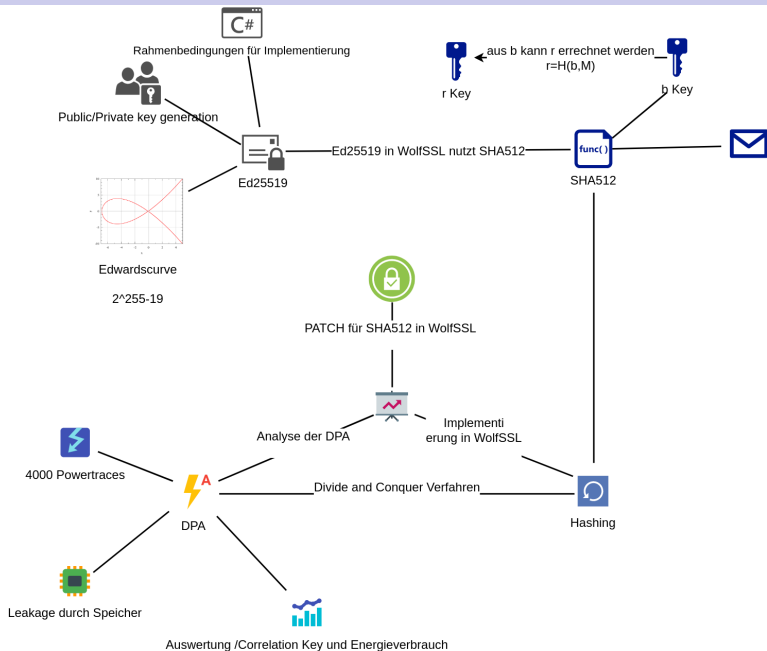 C#
Rahmenbedingungen für Implementierung
aus b kann r errechnet werden
r=H(b,M)
r Key
b Key
Public/Private key generation
Ed25519 in WolfSSL nutzt SHA512
func( )
Ed25519
SHA512
Edwardscurve
2^255-19
PATCH für SHA512 in WolfSSL
Implementi
erung in WolfSSL
Analyse der DPA
4000 Powertraces
A
Divide and Conquer Verfahren
DPA
Hashing
Leakage durch Speicher
Auswertung /Correlation Key und Energieverbrauch